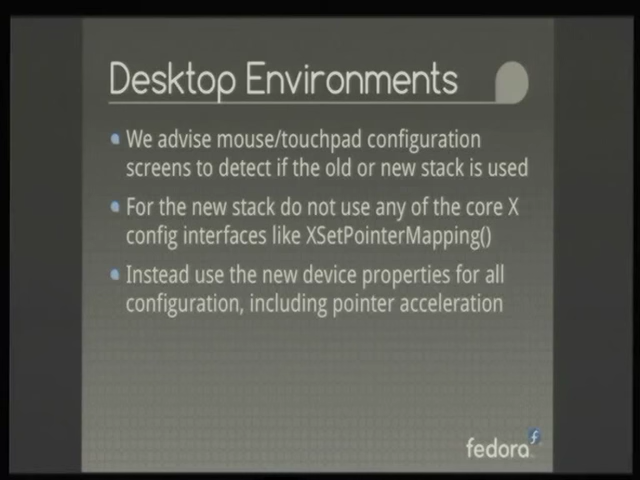 Desktop Environments
We advise mouse/touchpad configuration
screens to detect if the old or new stack is used
For the new stack do not use any of the core X
config interfaces like XSetPointerMapping()
Instead use the new device properties for all
configuration, including pointer acceleration
fedora